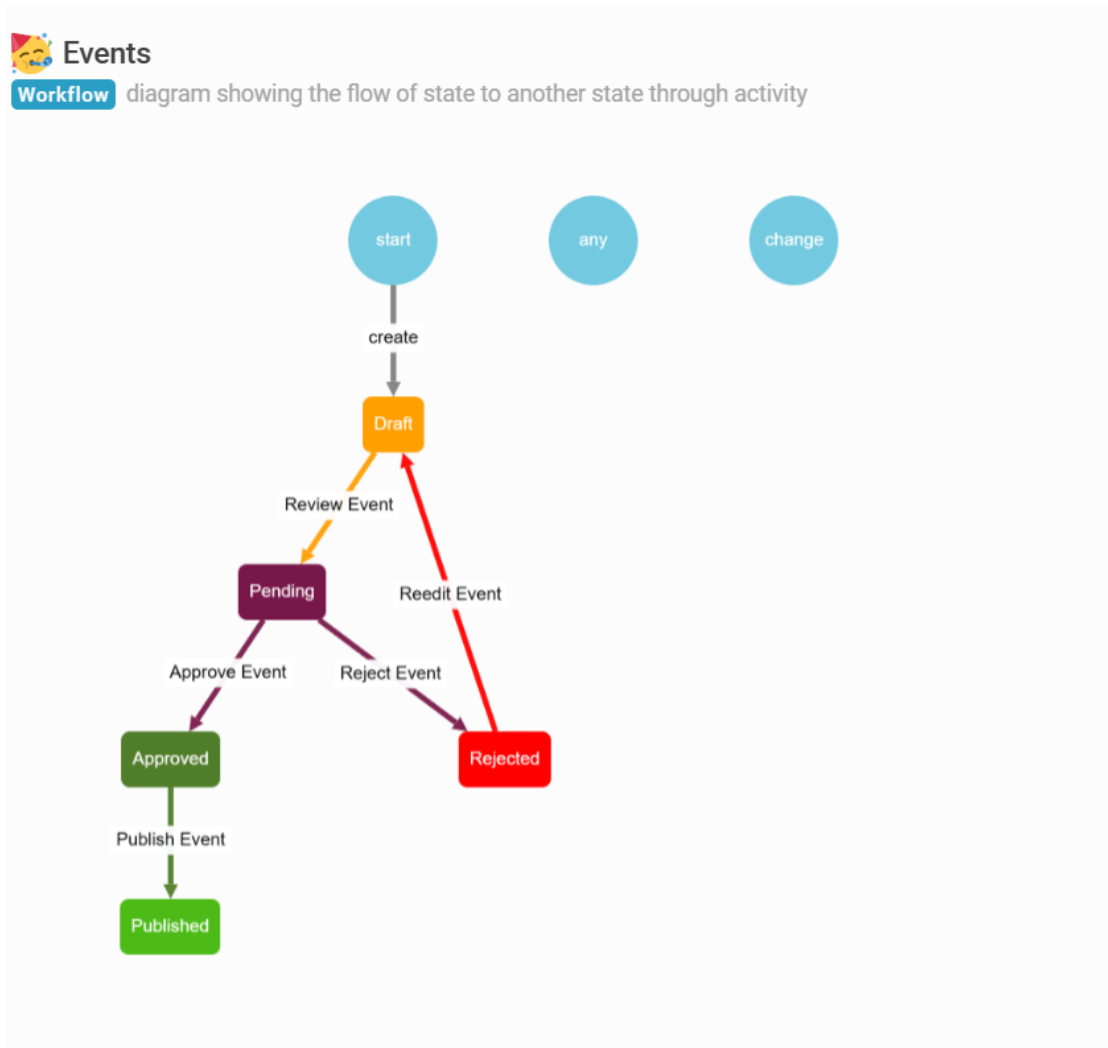 Events
Workflow diagram showing the flow of state to another state through activity
start any change
create
Draft
Review Event
Pending
Reedit Event
Approve Event Reject Event
Approved Rejected
Publish Event
Published